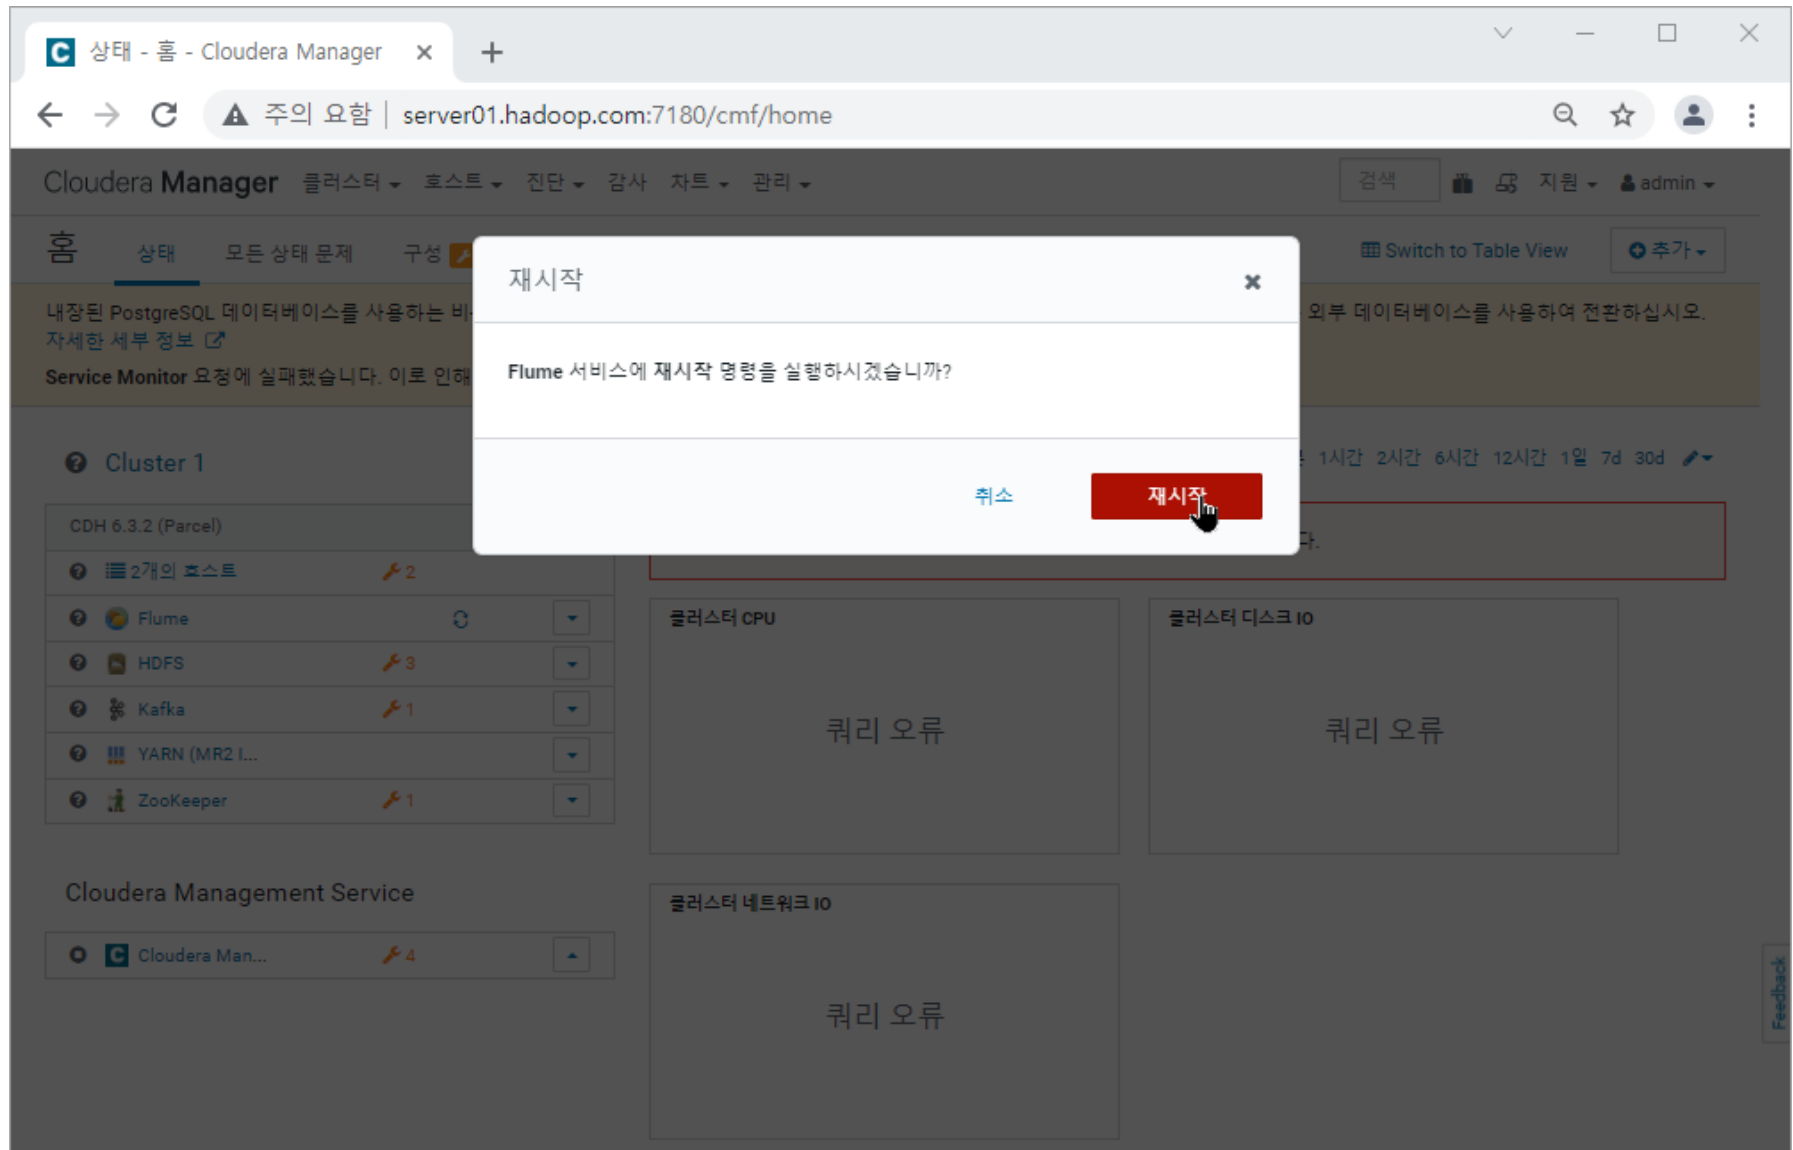 상태 - 홈 - Cloudera Manager
주의 요함 | server01.hadoop.com:7180/cmf/home
Cloudera Manager 클러스터 호스트 진단 감사 차트 관리 검색 지원 admin
홈 상태 모든 상태 문제 구성 Switch to Table View 추가
재시작
내장된 PostgreSQL 데이터베이스를 사용하는 비 외부 데이터베이스를 사용하여 전환하십시오.
자세한 세부 정보
Service Monitor 요청에 실패했습니다. 이로 인해
Flume 서비스에 재시작 명령을 실행하시겠습니까?
취소 재시작
Cluster 1
1시간 2시간 6시간 12시간 1일 7d 30d
CDH 6.3.2 (Parcel)
다.
2개의 호스트 2
Flume
HDFS 3
Kafka 1
YARN (MR2 I...
ZooKeeper 1
클러스터 CPU
쿼리 오류
클러스터 디스크 IO
쿼리 오류
Cloudera Management Service
Cloudera Man... 4
클러스터 네트워크 IO
쿼리 오류
Feedback